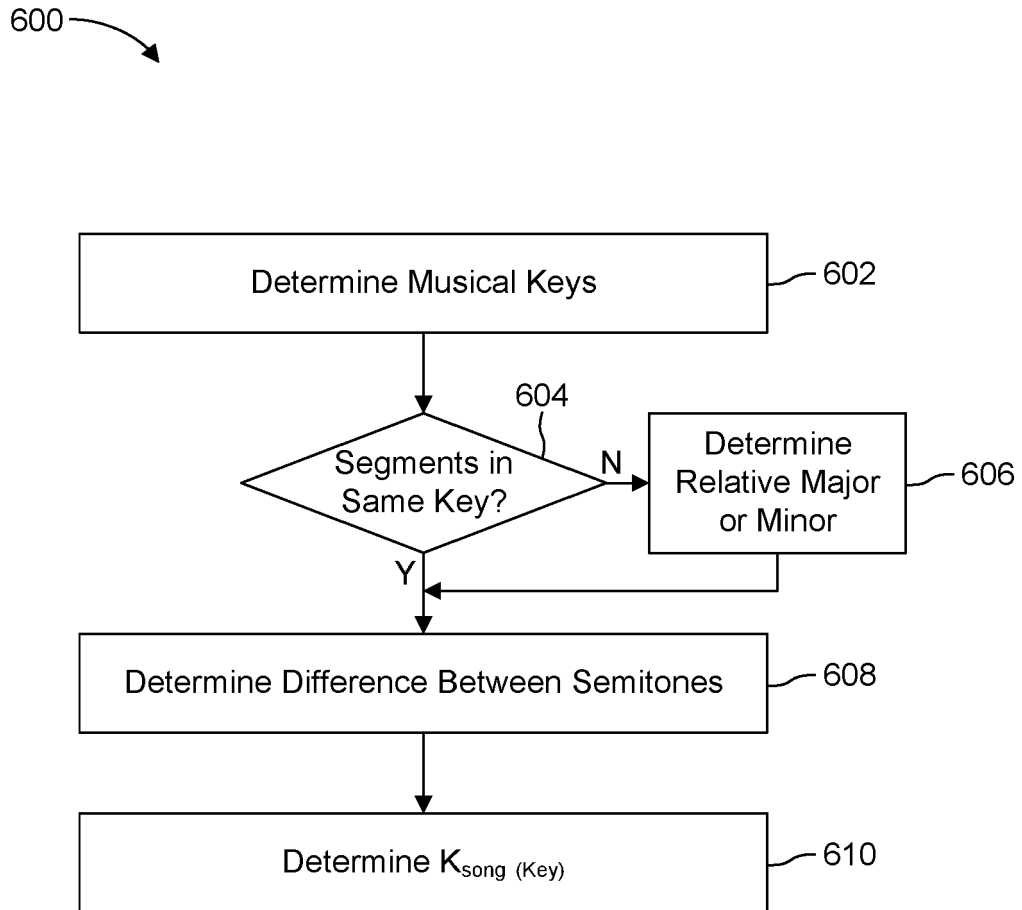 600
Determine Musical Keys
602
604
Segments in
Same Key?
N
Determine
Relative Major
or Minor
606
Y
Determine Difference Between Semitones
608
Determine Ksong (Key)
610